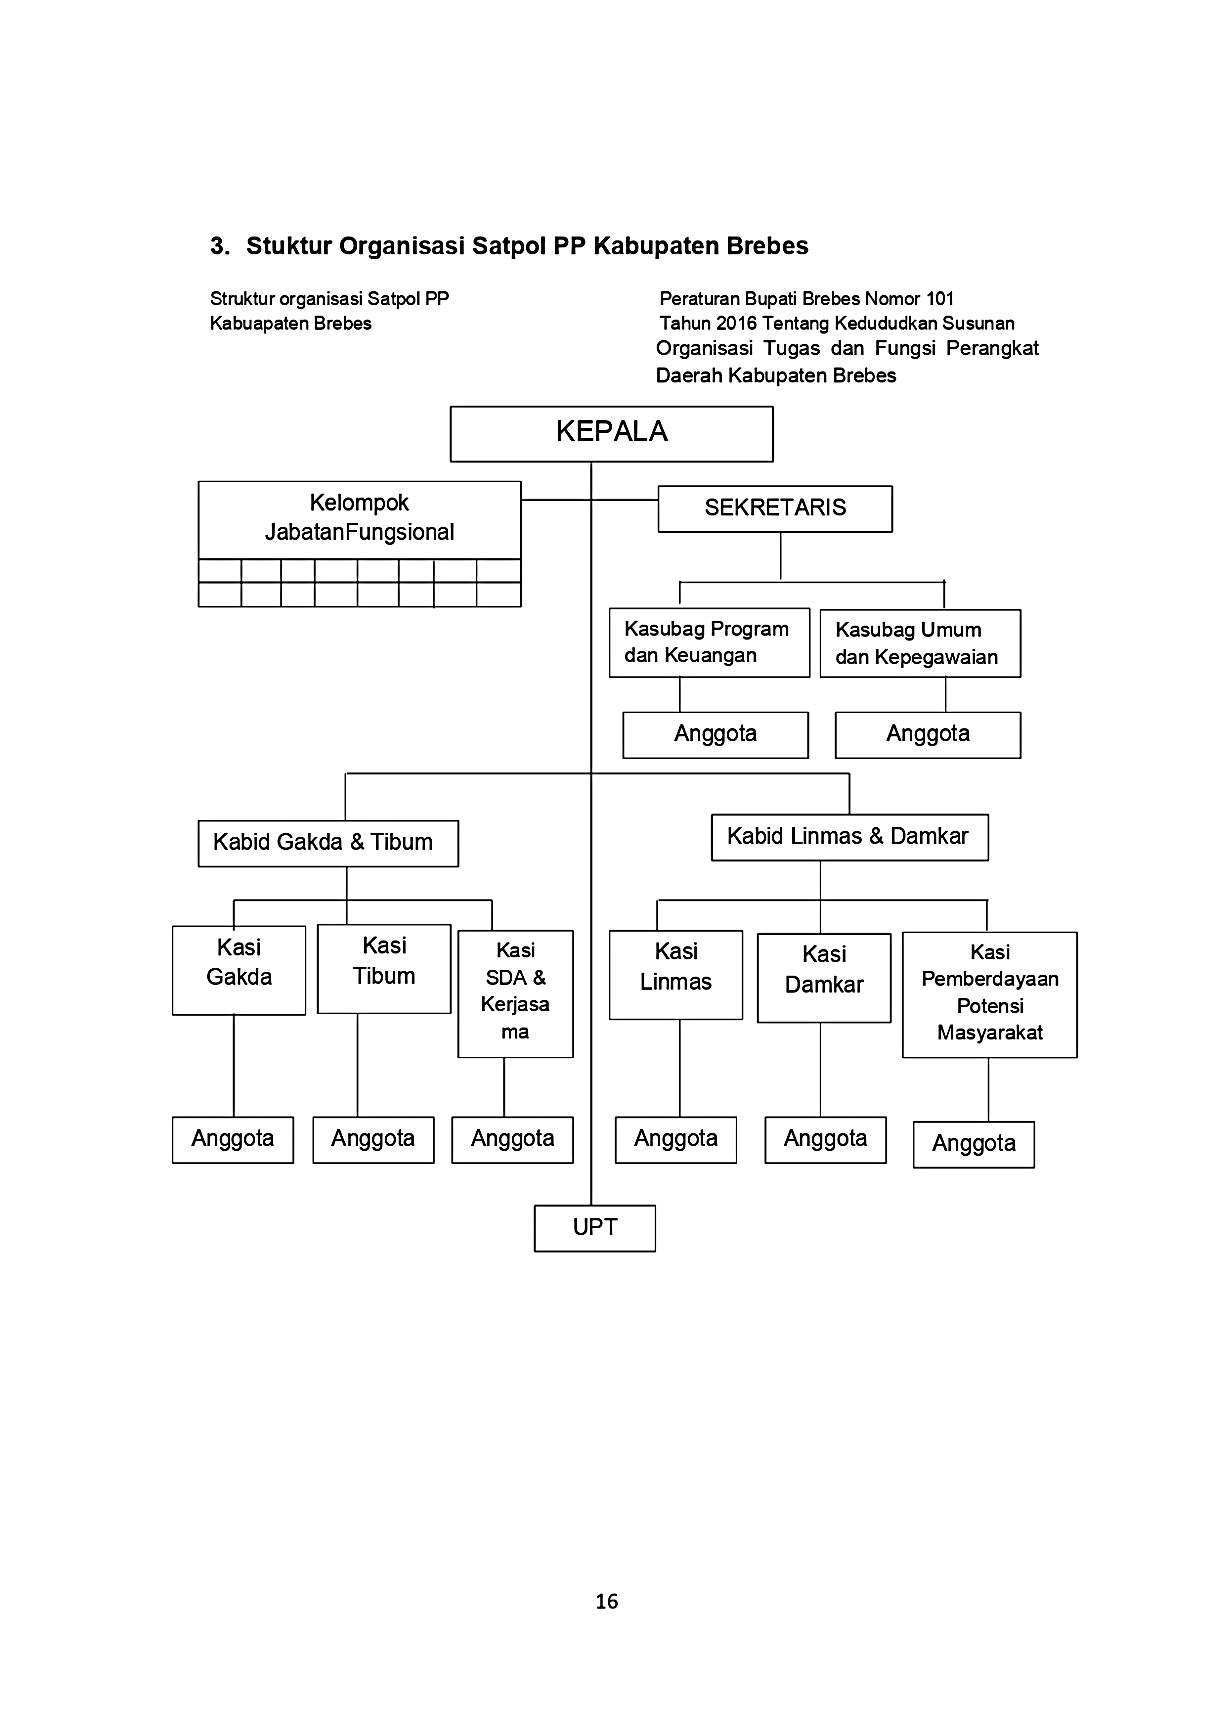 3. Stuktur Organisasi Satpol PP Kabupaten Brebes
Struktur organisasi Satpol PP
Kabuapaten Brebes
Peraturan Bupati Brebes Nomor 101
Tahun 2016 Tentang Kedududkan Susunan
Organisasi Tugas dan Fungsi Perangkat
Daerah Kabupaten Brebes
KEPALA
Kelompok
JabatanFungsional
SEKRETARIS
Kasubag Program
dan Keuangan
Kasubag Umum
dan Kepegawaian
Anggota
Anggota
Kabid Gakda & Tibum
Kabid Linmas & Damkar
Kasi
Gakda
Kasi
Tibum
Kasi
SDA &
Kerjasa
ma
Kasi
Linmas
Kasi
Damkar
Kasi
Pemberdayaan
Potensi
Masyarakat
Anggota
Anggota
Anggota
Anggota
Anggota
Anggota
UPT
16